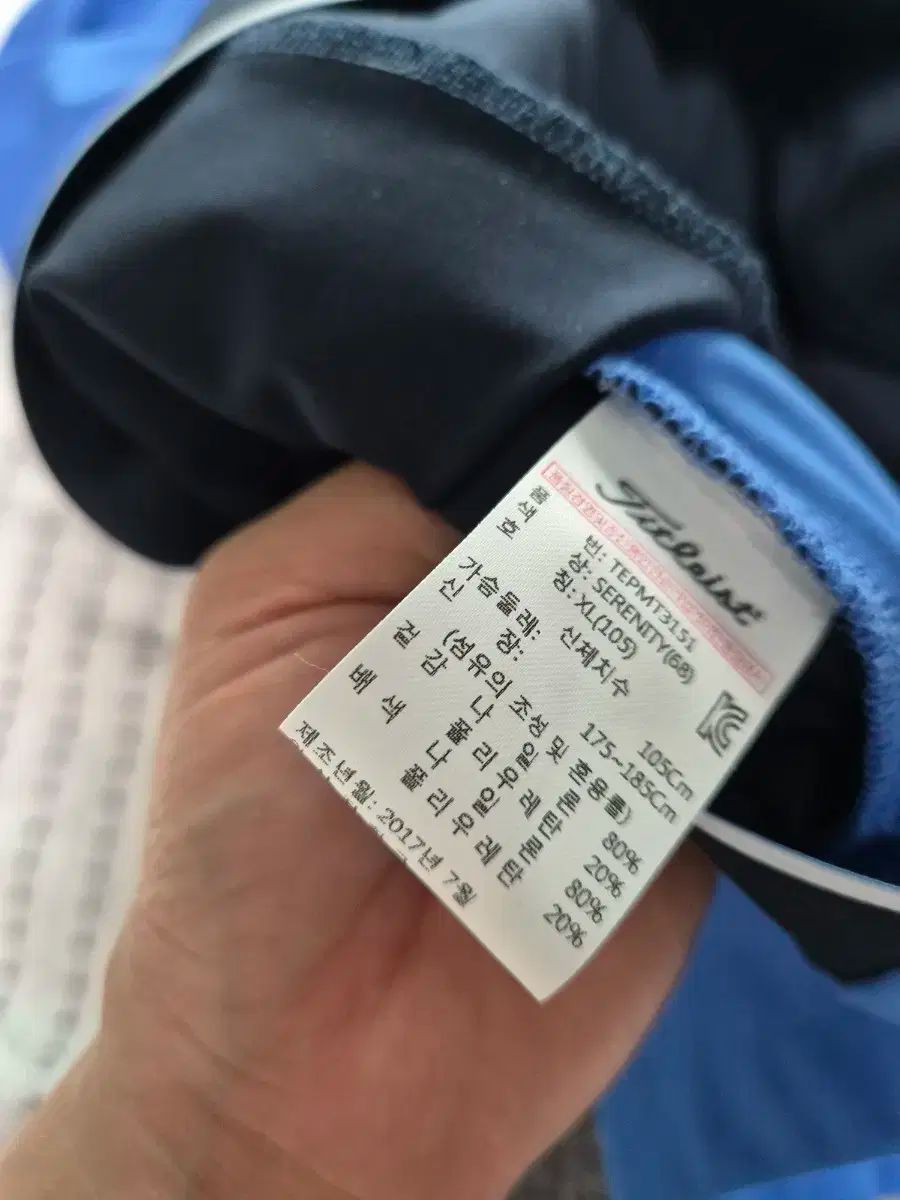 Titleist
품 번: TEPMT3151
색 상: SERENITY(68)
호 칭: XL(105)
신체치수
가슴둘레: 105Cm
신 장: 175~185Cm
(섬유의 조성 및 혼용률)
겉 감 나 일 론 80%
폴 리 우 레 탄 20%
배 색 나 일 론 80%
폴 리 우 레 탄 20%
제조년월: 2017년 7월